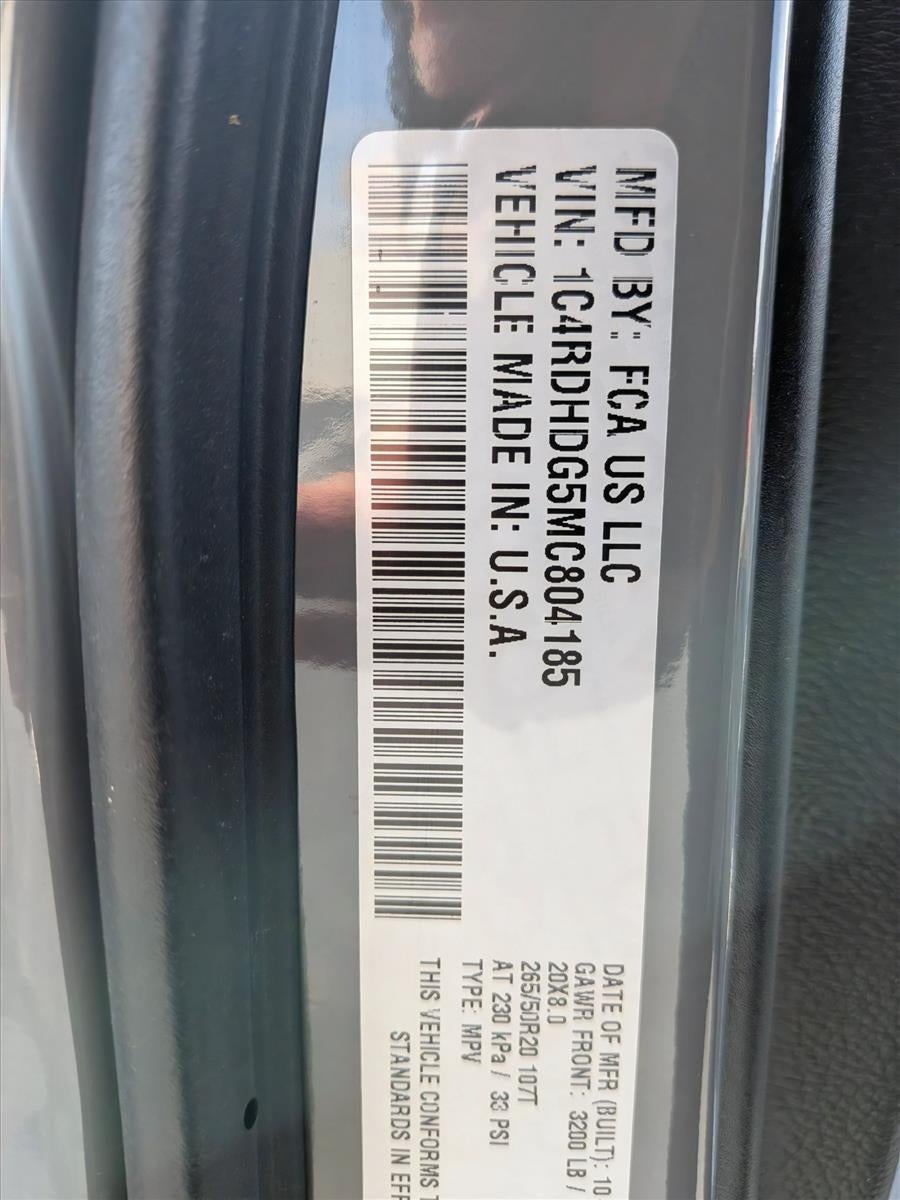 MFD BY: FCA US LLC
VIN: 1C4RDHDG5MC804185
VEHICLE MADE IN: U.S.A.
DATE OF MFR (BUILT): 10
GAWR FRONT: 3200 LB /
20X8.0
265/50R20 107T
AT 230 kPa / 33 PSI
TYPE: MPV
THIS VEHICLE CONFORMS T
STANDARDS IN EFF